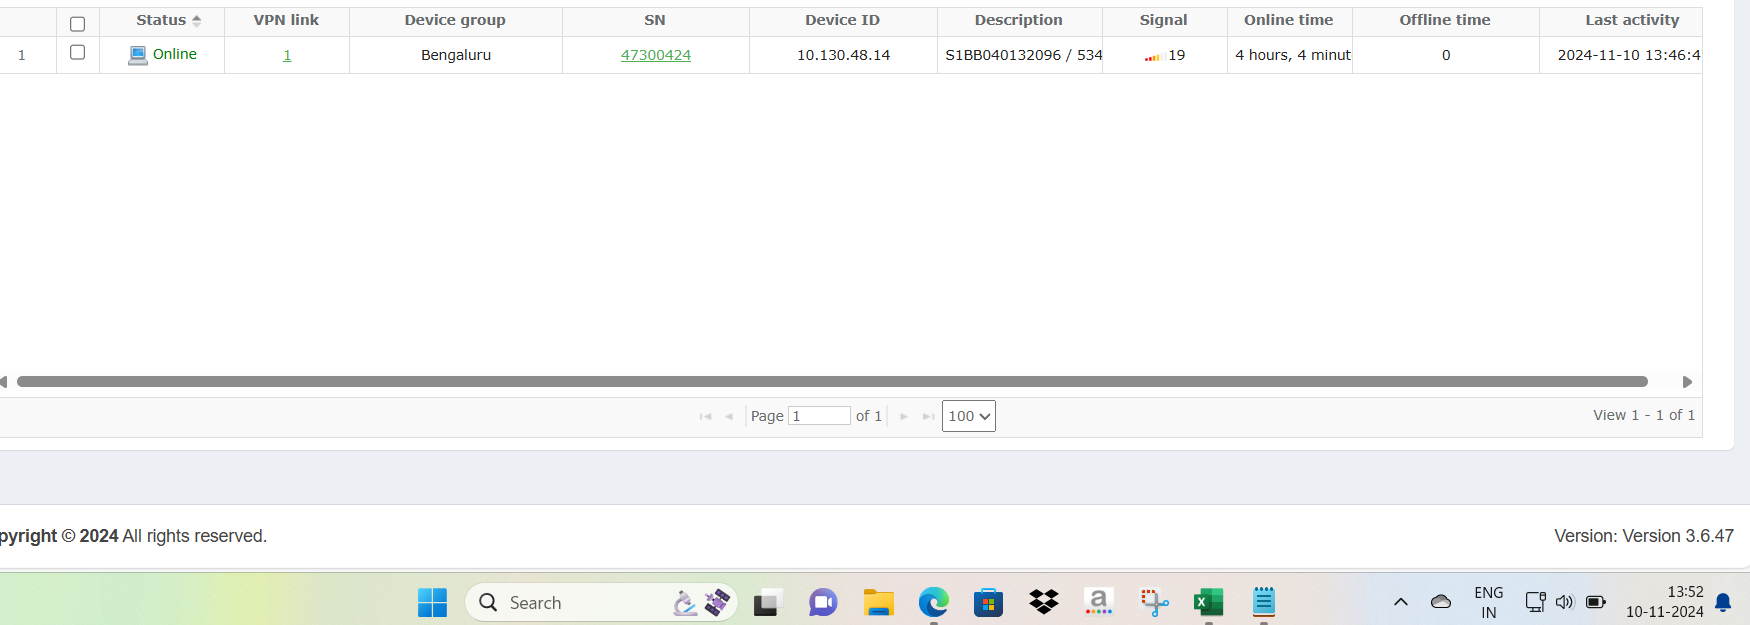 Status VPN link Device group SN Device ID Description Signal Online time Offline time Last activity
1 Online 1 Bengaluru 47300424 10.130.48.14 S1BB040132096 / 534 19 4 hours, 4 minut 0 2024-11-10 13:46:4
Page 1 of 1 100 View 1 - 1 of 1
pyright © 2024 All rights reserved. Version: Version 3.6.47
Search a X ENG 13:52
IN 10-11-2024